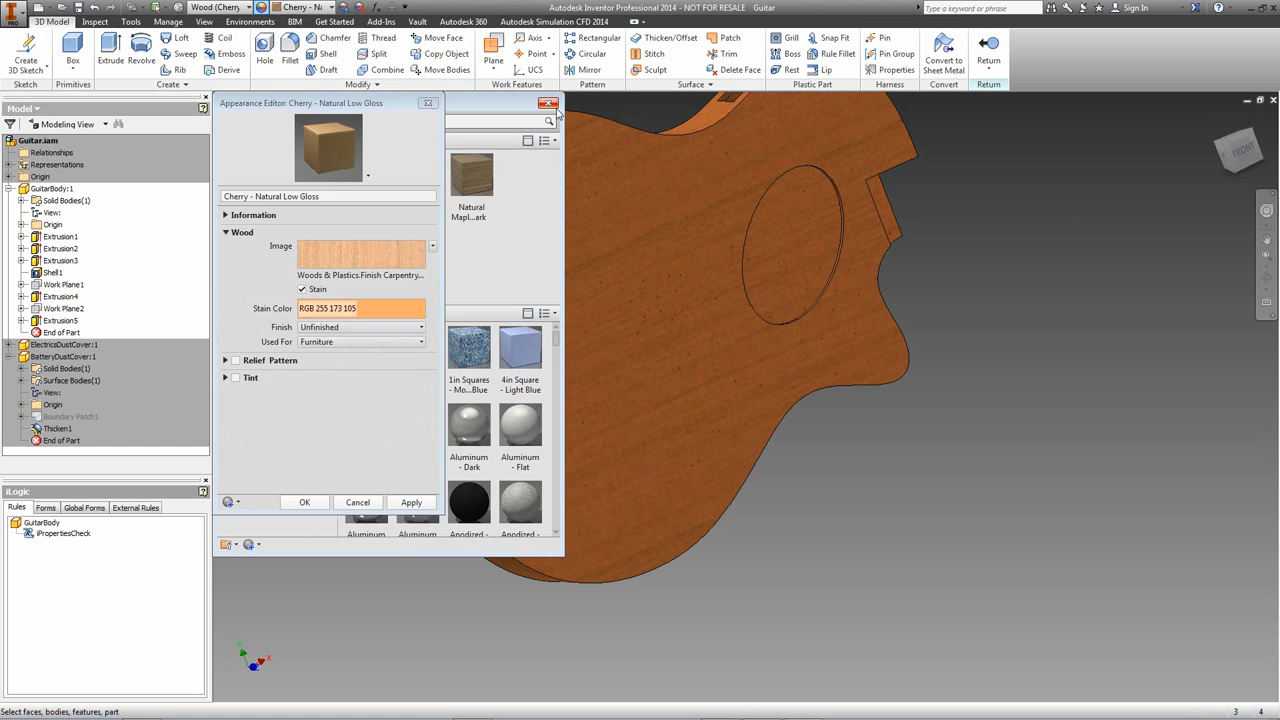 Wood (Cherry
Cherry - Na
Autodesk Inventor Professional 2014 - NOT FOR RESALE   Guitar
Type a keyword or phrase
Sign In
PRO
3D Model
Inspect
Tools
Manage
View
Environments
BIM
Get Started
Add-Ins
Vault
Autodesk 360
Autodesk Simulation CFD 2014
Create
3D Sketch
Box
Extrude
Revolve
Loft
Sweep
Rib
Coil
Emboss
Derive
Hole
Fillet
Chamfer
Shell
Draft
Thread
Split
Combine
Move Face
Copy Object
Move Bodies
Plane
Axis
Point
UCS
Rectangular
Circular
Mirror
Thicken/Offset
Stitch
Sculpt
Patch
Trim
Delete Face
Grill
Boss
Rest
Snap Fit
Rule Fillet
Lip
Pin
Pin Group
Properties
Convert to
Sheet Metal
Return
Sketch
Primitives
Create
Modify
Work Features
Pattern
Surface
Plastic Part
Harness
Convert
Return
Model
Modeling View
Guitar.iam
Relationships
Representations
Origin
GuitarBody:1
Solid Bodies(1)
View:
Origin
Extrusion1
Extrusion2
Extrusion3
Shell1
Work Plane1
Extrusion4
Work Plane2
Extrusion5
End of Part
ElectricsDustCover:1
BatteryDustCover:1
Solid Bodies(1)
Surface Bodies(1)
View:
Origin
Boundary Patch1
Thicken1
End of Part
iLogic
Rules
Forms
Global Forms
External Rules
GuitarBody
iPropertiesCheck
Appearance Editor: Cherry - Natural Low Gloss
Cherry - Natural Low Gloss
Information
Wood
Image
Woods & Plastics.Finish Carpentry...
Stain
Stain Color
RGB 255 173 105
Finish
Unfinished
Used For
Furniture
Relief Pattern
Tint
OK
Cancel
Apply
Natural
Mapl...ark
1in Squares
- Mo...Blue
4in Square
- Light Blue
Aluminum
- Dark
Aluminum
- Flat
Aluminum
Aluminum
Anodized -
Anodized -
FRONT
X
Select faces, bodies, features, part
3
4